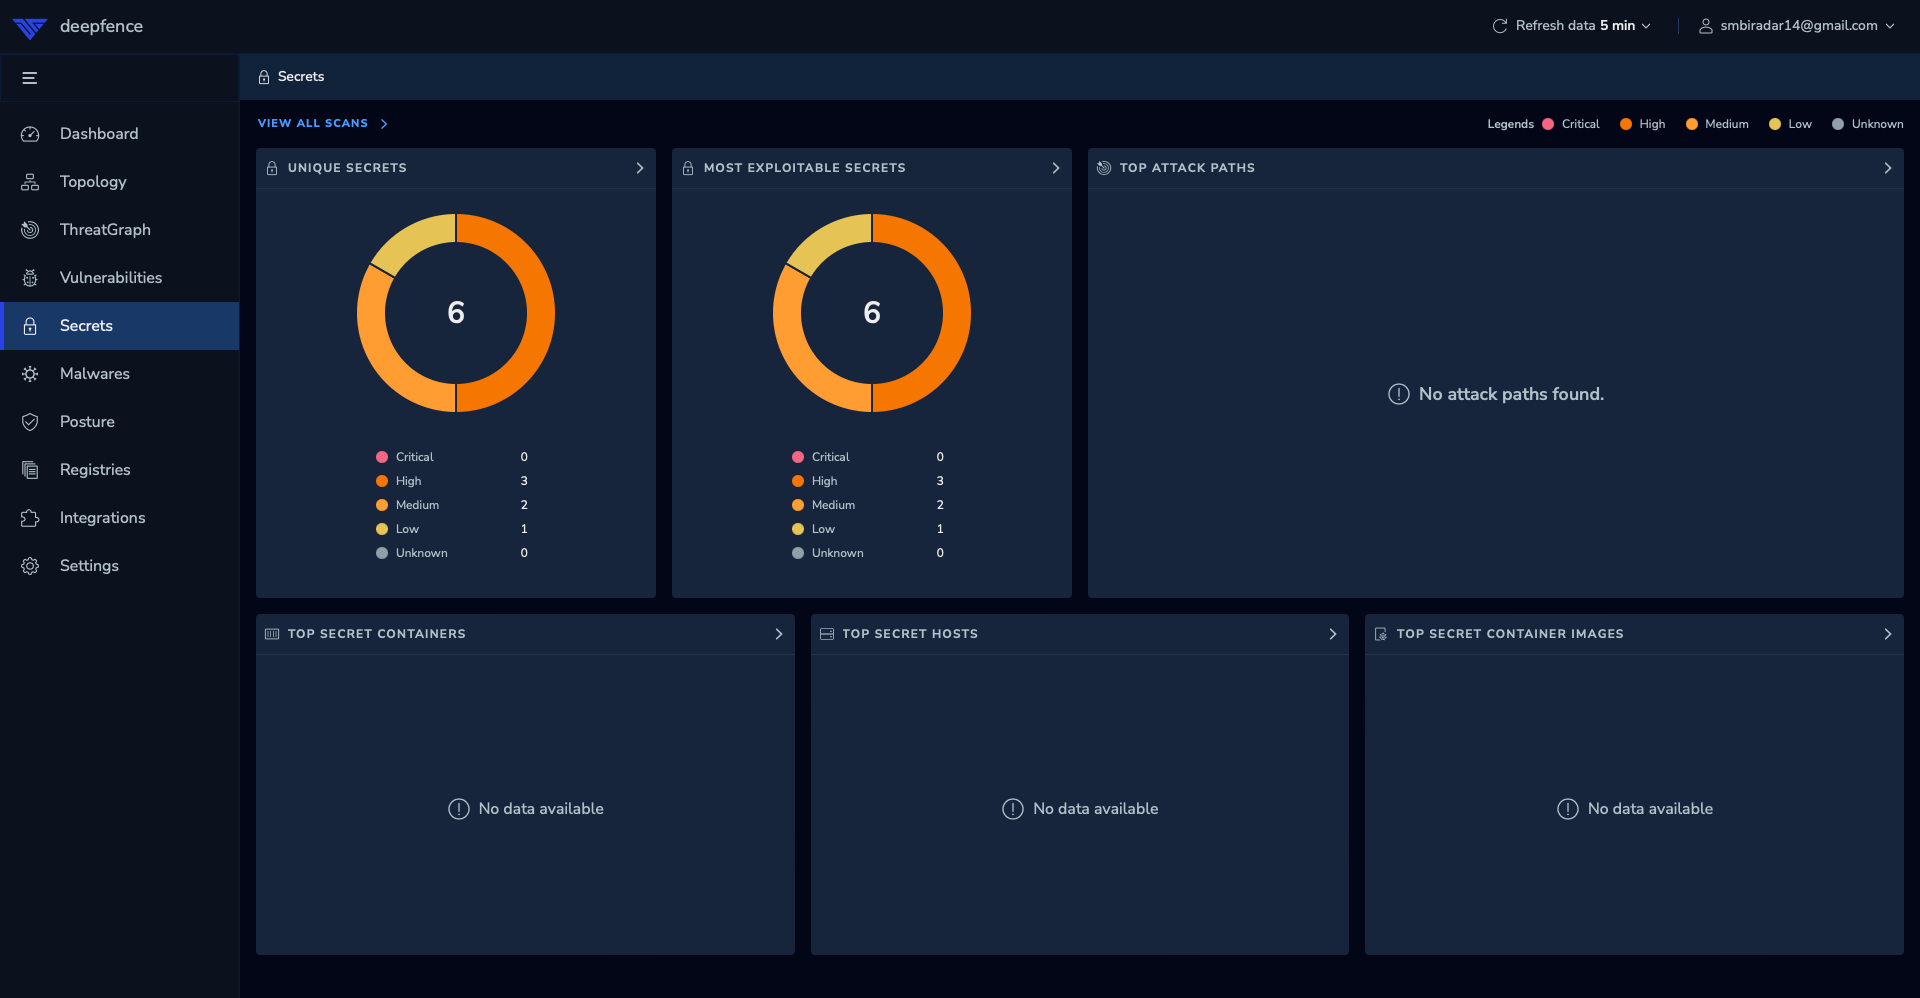 deepfence
Refresh data 5 min
smbiradar14@gmail.com
Secrets
Dashboard
Topology
ThreatGraph
Vulnerabilities
Secrets
Malwares
Posture
Registries
Integrations
Settings
VIEW ALL SCANS
Legends Critical High Medium Low Unknown
UNIQUE SECRETS
6
Critical 0
High 3
Medium 2
Low 1
Unknown 0
MOST EXPLOITABLE SECRETS
6
Critical 0
High 3
Medium 2
Low 1
Unknown 0
TOP ATTACK PATHS
No attack paths found.
TOP SECRET CONTAINERS
No data available
TOP SECRET HOSTS
No data available
TOP SECRET CONTAINER IMAGES
No data available